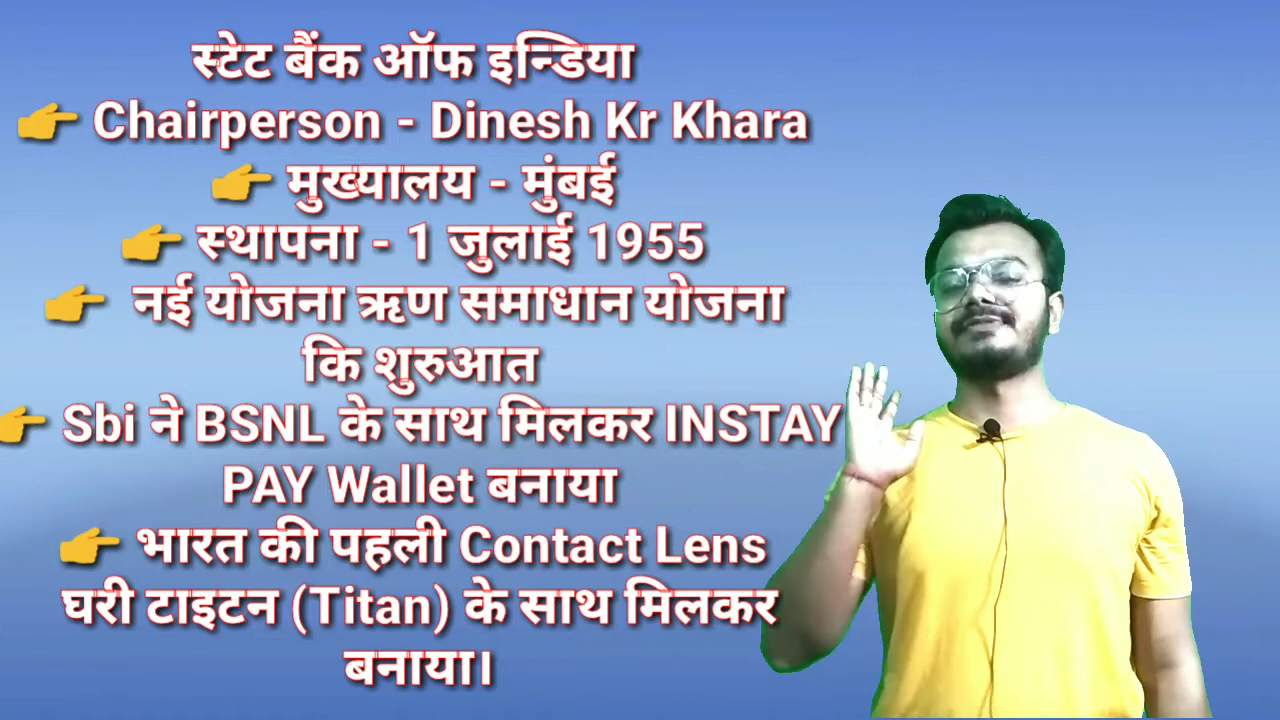 स्टेट बैंक ऑफ इन्डिया
👉 Chairperson - Dinesh Kr Khara
👉 मुख्यालय - मुंबई
👉 स्थापना - 1 जुलाई 1955
👉 नई योजना ऋण समाधान योजना
कि शुरुआत
👉 Sbi ने BSNL के साथ मिलकर INSTAY
PAY Wallet बनाया
👉 भारत की पहली Contact Lens
घरी टाइटन (Titan) के साथ मिलकर
बनाया।